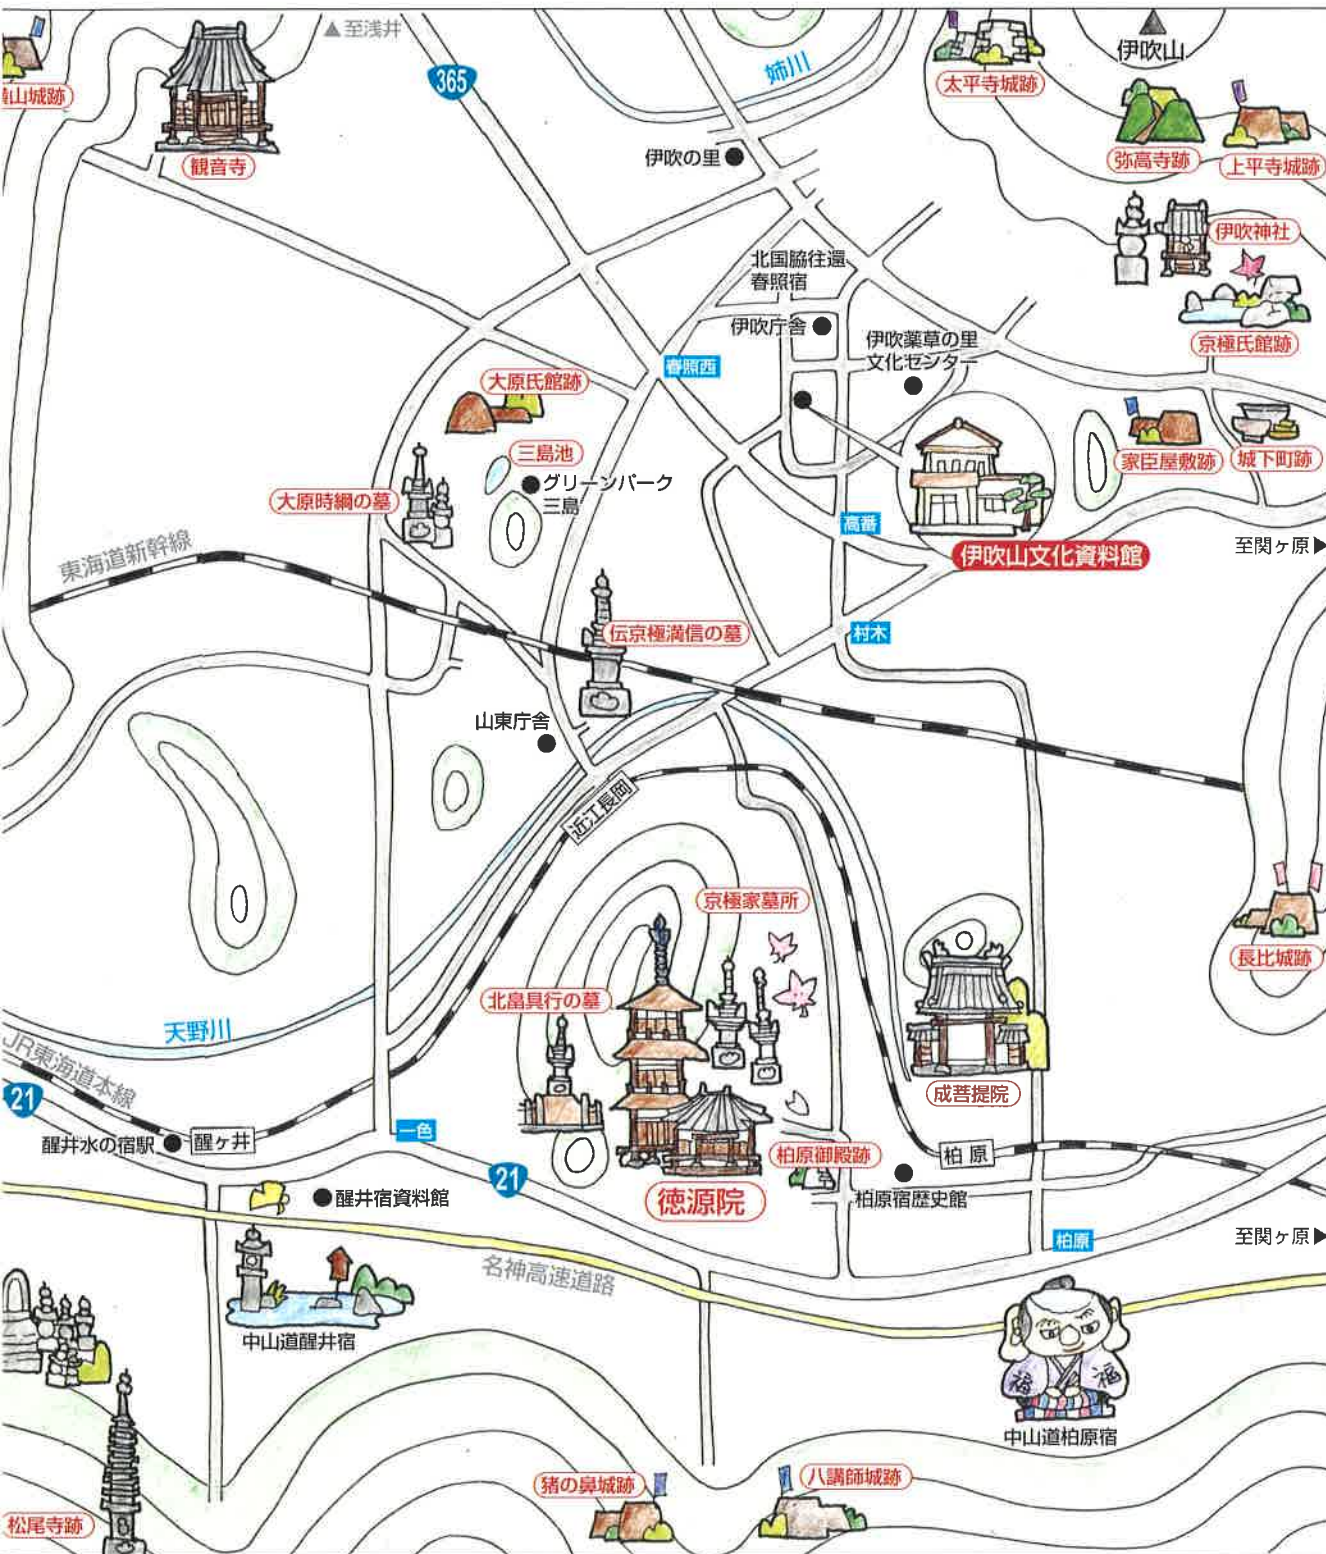 ▲至浅井
365
姉川
太平寺城跡
伊吹山
横山城跡
観音寺
伊吹の里
弥高寺跡
上平寺城跡
伊吹神社
北国脇往還
春照宿
伊吹庁舎
伊吹薬草の里
文化センター
京極氏館跡
春照西
大原氏館跡
三島池
グリーンパーク
三島
大原時綱の墓
家臣屋敷跡
城下町跡
高番
至関ヶ原▶
伊吹山文化資料館
東海道新幹線
伝京極満信の墓
村木
山東庁舎
近江長岡
京極家墓所
長比城跡
北畠具行の墓
天野川
JR東海道本線
21
成菩提院
醒井水の宿駅
醒ヶ井
一色
21
柏原御殿跡
柏原
徳源院
柏原宿歴史館
醒井宿資料館
柏原
至関ヶ原▶
名神高速道路
中山道醒井宿
福
福
中山道柏原宿
猪の鼻城跡
八講師城跡
松尾寺跡